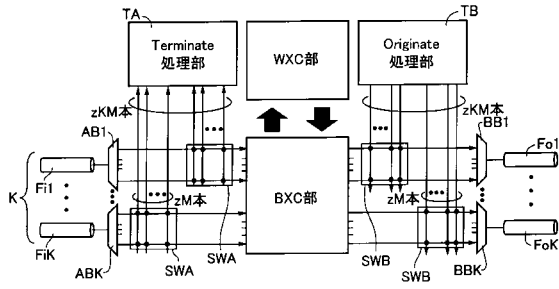 TA
TB
Terminate
処理部
WXC部
Originate
処理部
zKM本
zKM本
AB1
BB1
Fo1
K
Fi1
BXC部
zM本
zM本
FiK
FoK
SWA
SWB
ABK
SWA
SWB
BBK